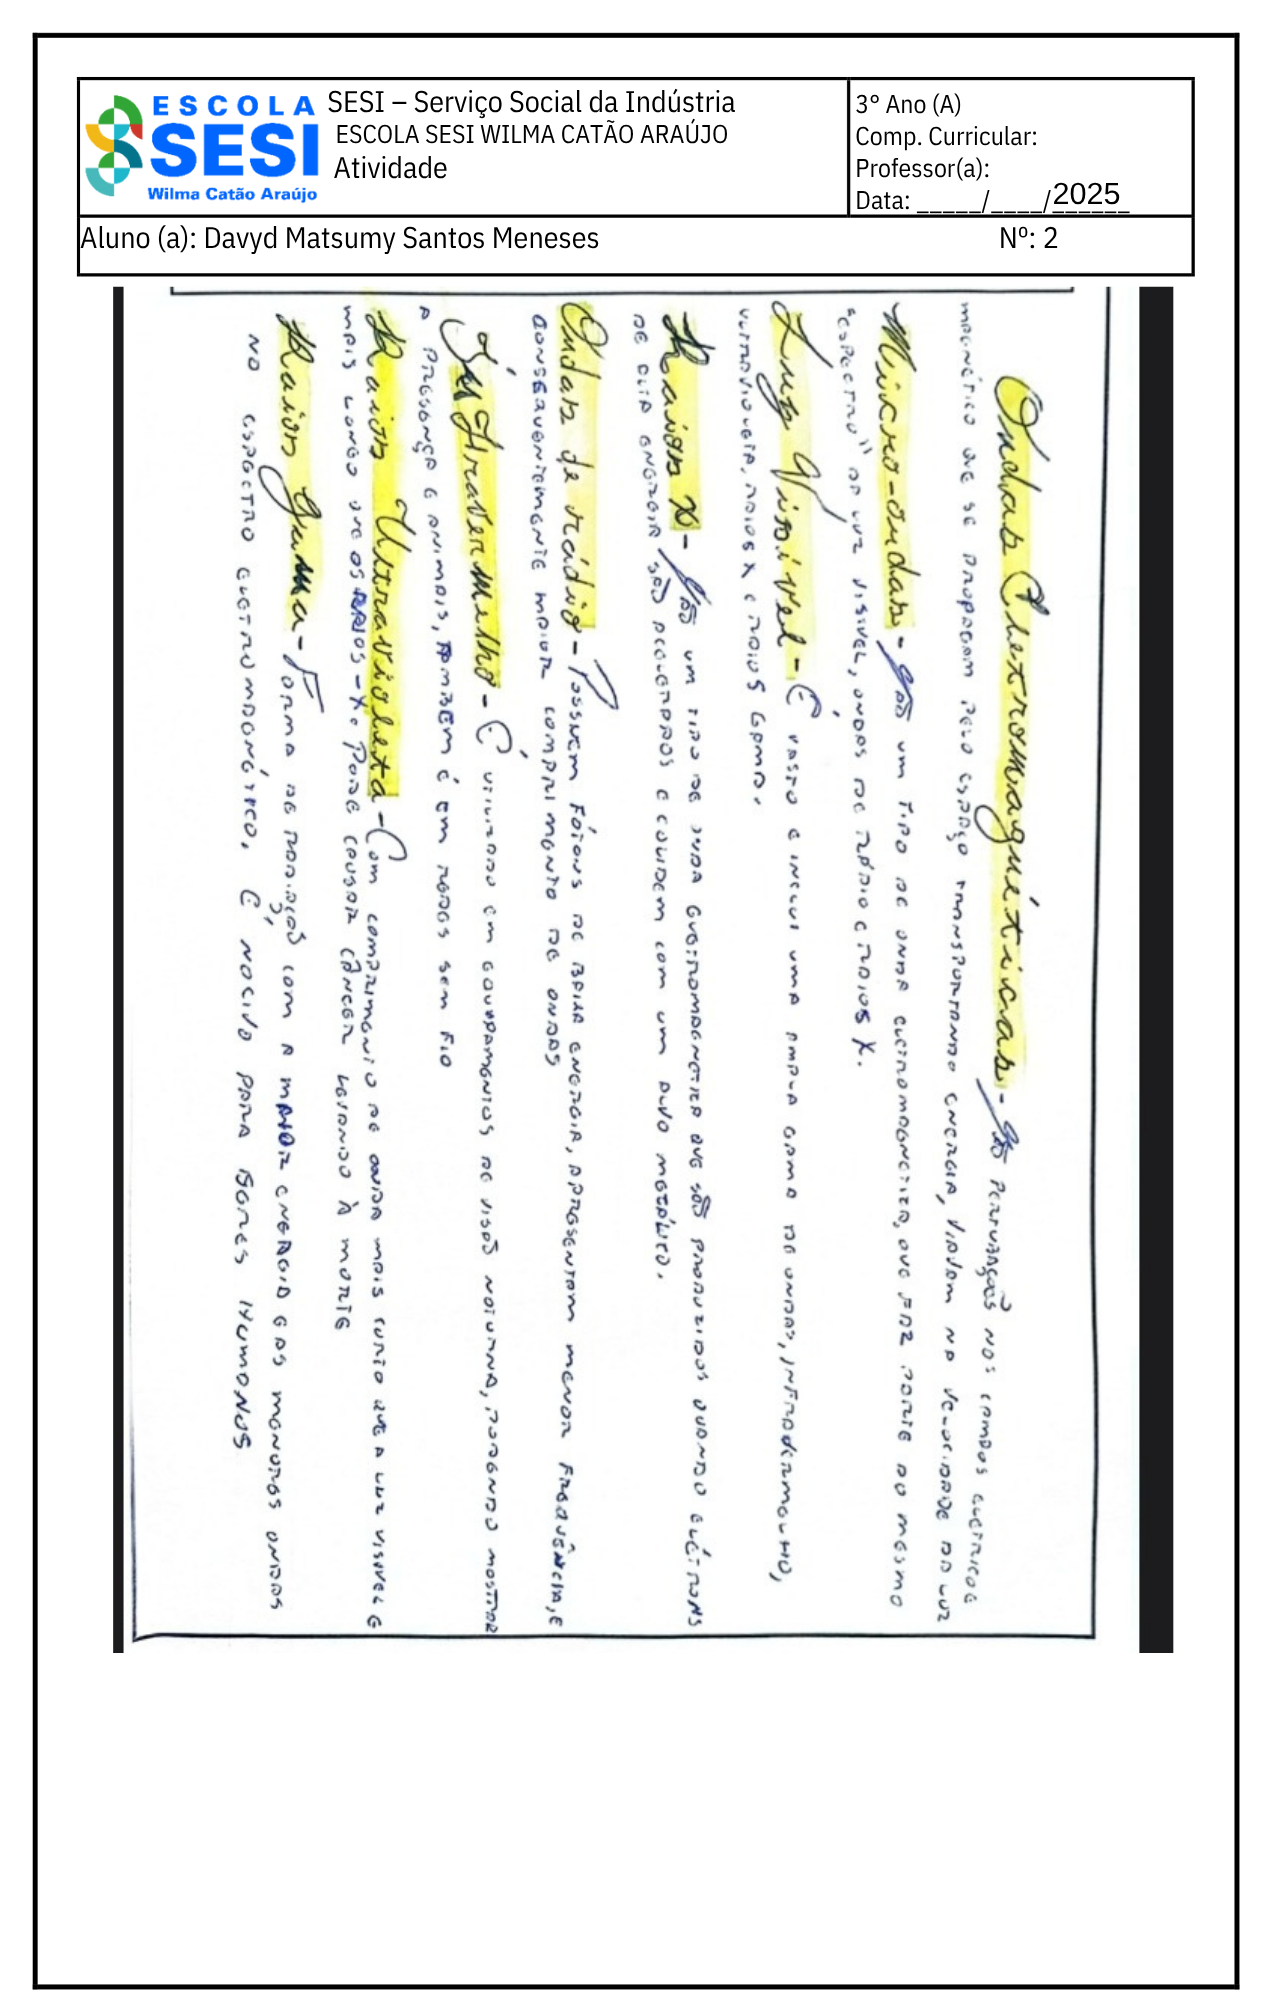 ESCOLA
SESI
Wilma Catão Araújo
SESI – Serviço Social da Indústria
ESCOLA SESI WILMA CATÃO ARAÚJO
Atividade
3° Ano (A)
Comp. Curricular:
Professor(a):
Data: _____/____/2025
Aluno (a): Davyd Matsumy Santos Meneses Nº: 2
Ondas Eletromagnéticas - São perturbações nos campos elétrico e
magnético que se propagam pelo espaço transportando energia, viajam na velocidade da luz
Micro-ondas - São um tipo de onda eletromagnetica, que faz parte do mesmo
"espectro" da luz visivel, ondas de rádio e raios X.
Luz Visível - É vasto e inclui uma ampla gama de ondas, infravermelho,
ultravioleta, raios X e raios gama.
Raios X - São um tipo de onda eletromagnetica que são produzidos quando elétrons
de alta energia são acelerados e colidem com um alvo metálico.
Ondas de rádio - Possuem fótons de baixa energia, apresentam menor frequência, e
consequentemente maior comprimento de ondas
Infravermelho - É utilizado em equipamentos de visão noturna, podendo mostrar
a presença e animais, também é em redes sem fio
Raios Ultravioleta - Com comprimento de onda mais curto que a luz visivel e
mais longo que os raios-X. Pode causar câncer levando à morte
Raios Gamma - Forma de radiação com a maior energia e as menores ondas
no espectro eletromagnético. É nocivo para seres humanos